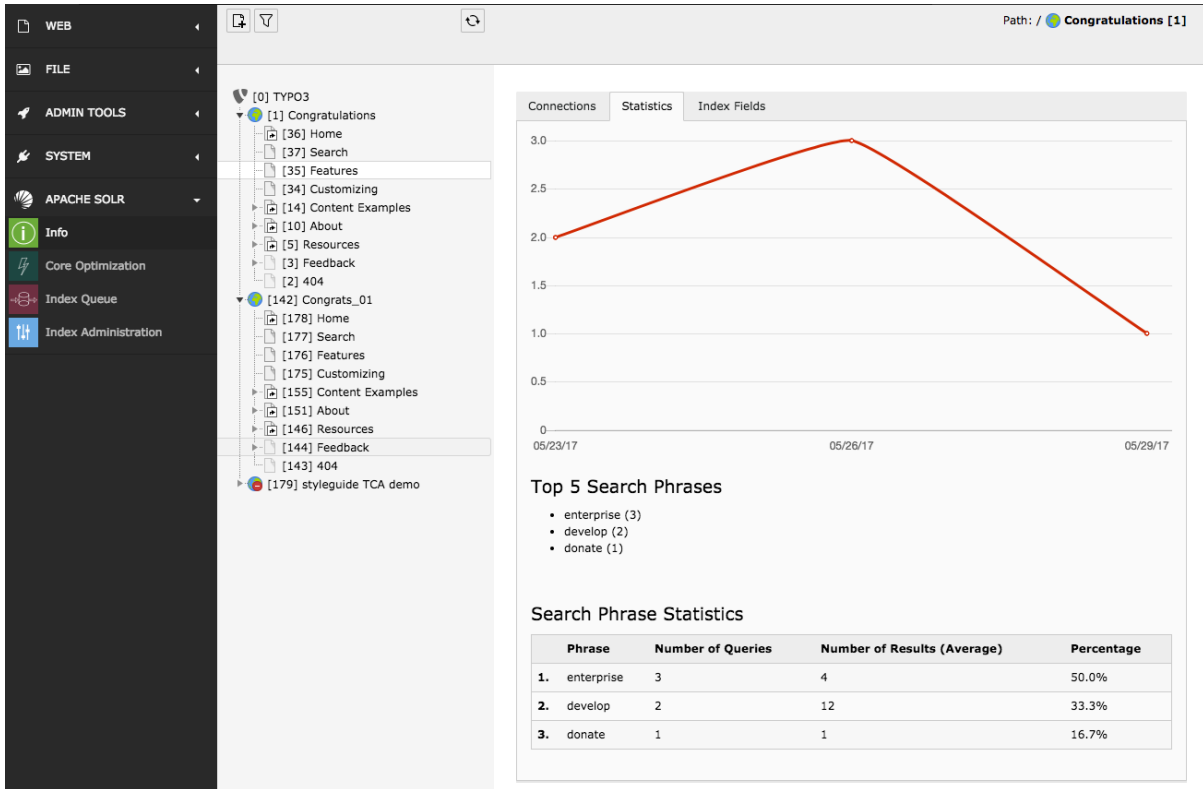 WEB
FILE
ADMIN TOOLS
SYSTEM
APACHE SOLR
Info
Core Optimization
Index Queue
Index Administration
[0] TYPO3
[1] Congratulations
[36] Home
[37] Search
[35] Features
[34] Customizing
[14] Content Examples
[10] About
[5] Resources
[3] Feedback
[2] 404
[142] Congrats_01
[178] Home
[177] Search
[176] Features
[175] Customizing
[155] Content Examples
[151] About
[146] Resources
[144] Feedback
[143] 404
[179] styleguide TCA demo
Path: / Congratulations [1]
Connections Statistics Index Fields
3.0
2.5
2.0
1.5
1.0
0.5
0
05/23/17 05/26/17 05/29/17
Top 5 Search Phrases
• enterprise (3)
• develop (2)
• donate (1)
Search Phrase Statistics
Phrase Number of Queries Number of Results (Average) Percentage
1. enterprise 3 4 50.0%
2. develop 2 12 33.3%
3. donate 1 1 16.7%